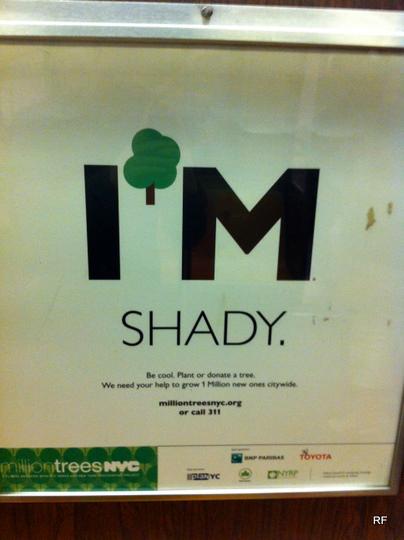 I'M
SHADY.
Be cool. Plant or donate a tree.
We need your help to grow 1 Million new ones citywide.
milliontreesnyc.org
or call 311
milliontreesNYC
BNP PARIBAS
TOYOTA
plaNYC
NYRP
RF